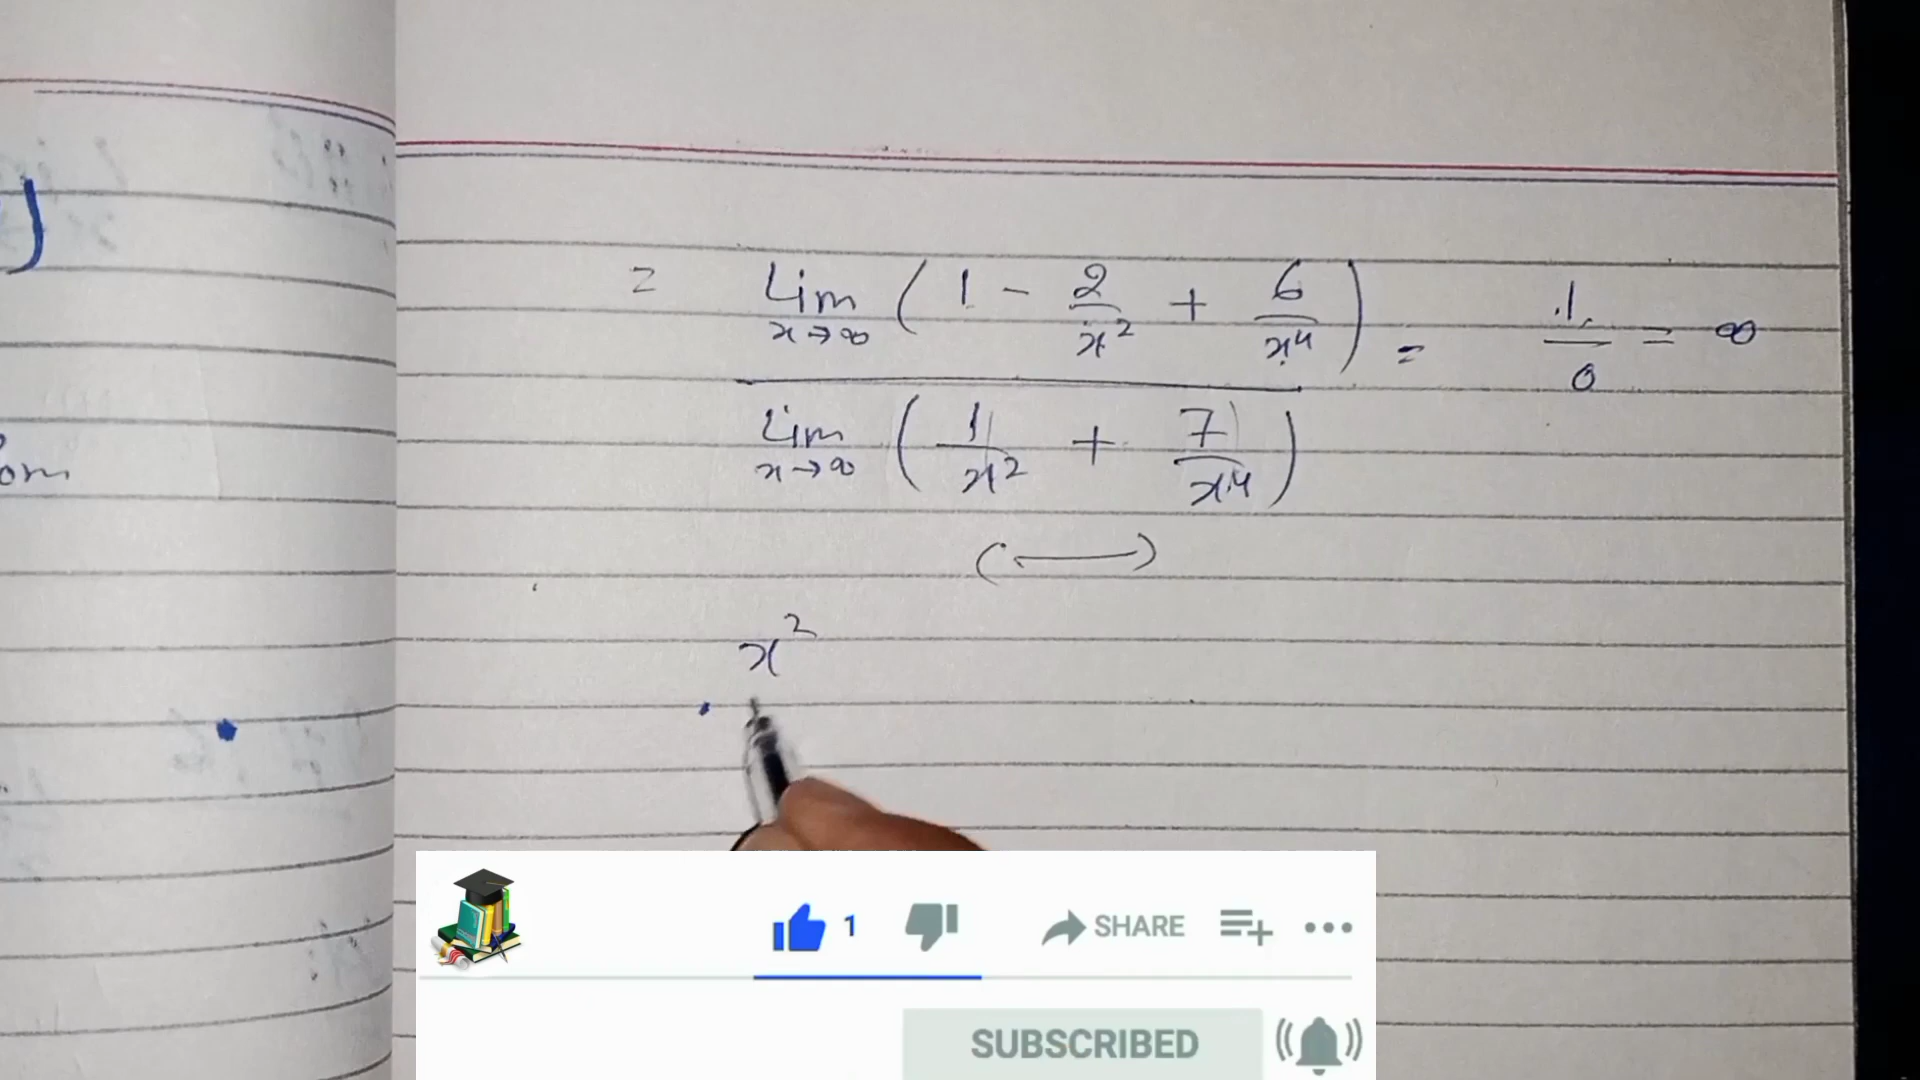 = Lim x→∞ ( 1 - 2/x² + 6/x⁴ ) = 1/0 = ∞
Lim x→∞ ( 1/x² + 7/x⁴ )
x²
1
SHARE
SUBSCRIBED